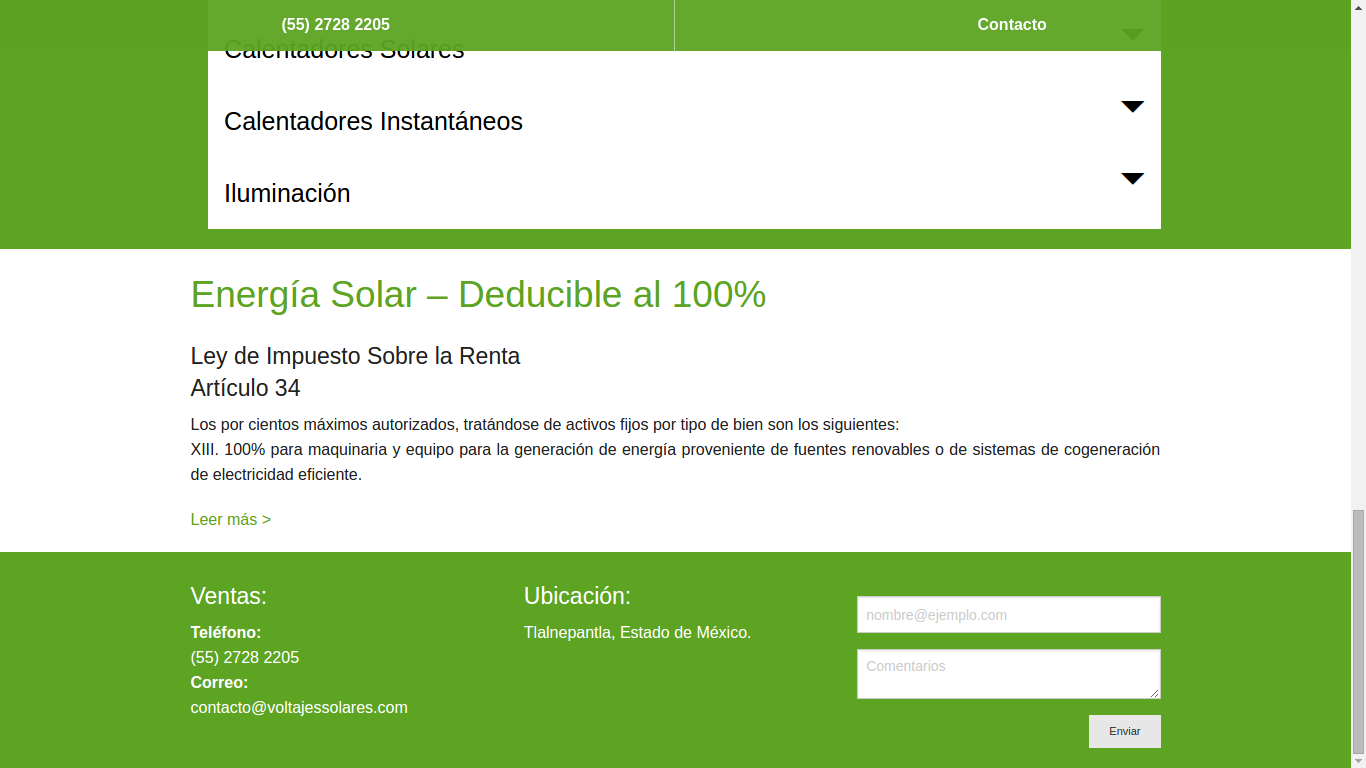 (55) 2728 2205
Contacto
Calentadores Solares
Calentadores Instantáneos
Iluminación
Energía Solar – Deducible al 100%
Ley de Impuesto Sobre la Renta
Artículo 34
Los por cientos máximos autorizados, tratándose de activos fijos por tipo de bien son los siguientes:
XIII. 100% para maquinaria y equipo para la generación de energía proveniente de fuentes renovables o de sistemas de cogeneración
de electricidad eficiente.
Leer más >
Ventas:
Teléfono:
(55) 2728 2205
Correo:
contacto@voltajessolares.com
Ubicación:
Tlalnepantla, Estado de México.
nombre@ejemplo.com
Comentarios
Enviar